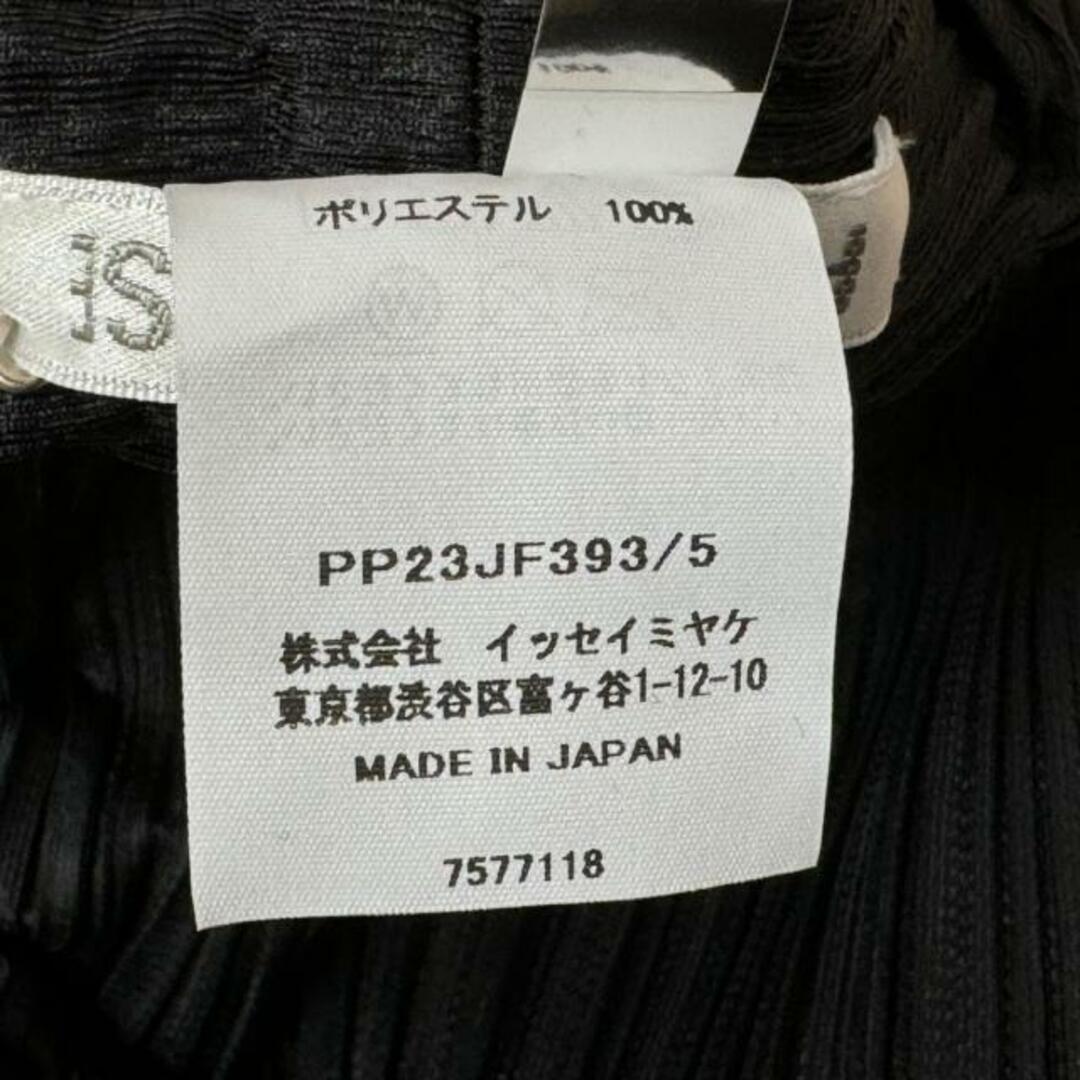 ポリエステル 100%
PP23JF393/5
株式会社 イッセイミヤケ
東京都渋谷区富ヶ谷1-12-10
MADE IN JAPAN
7577118